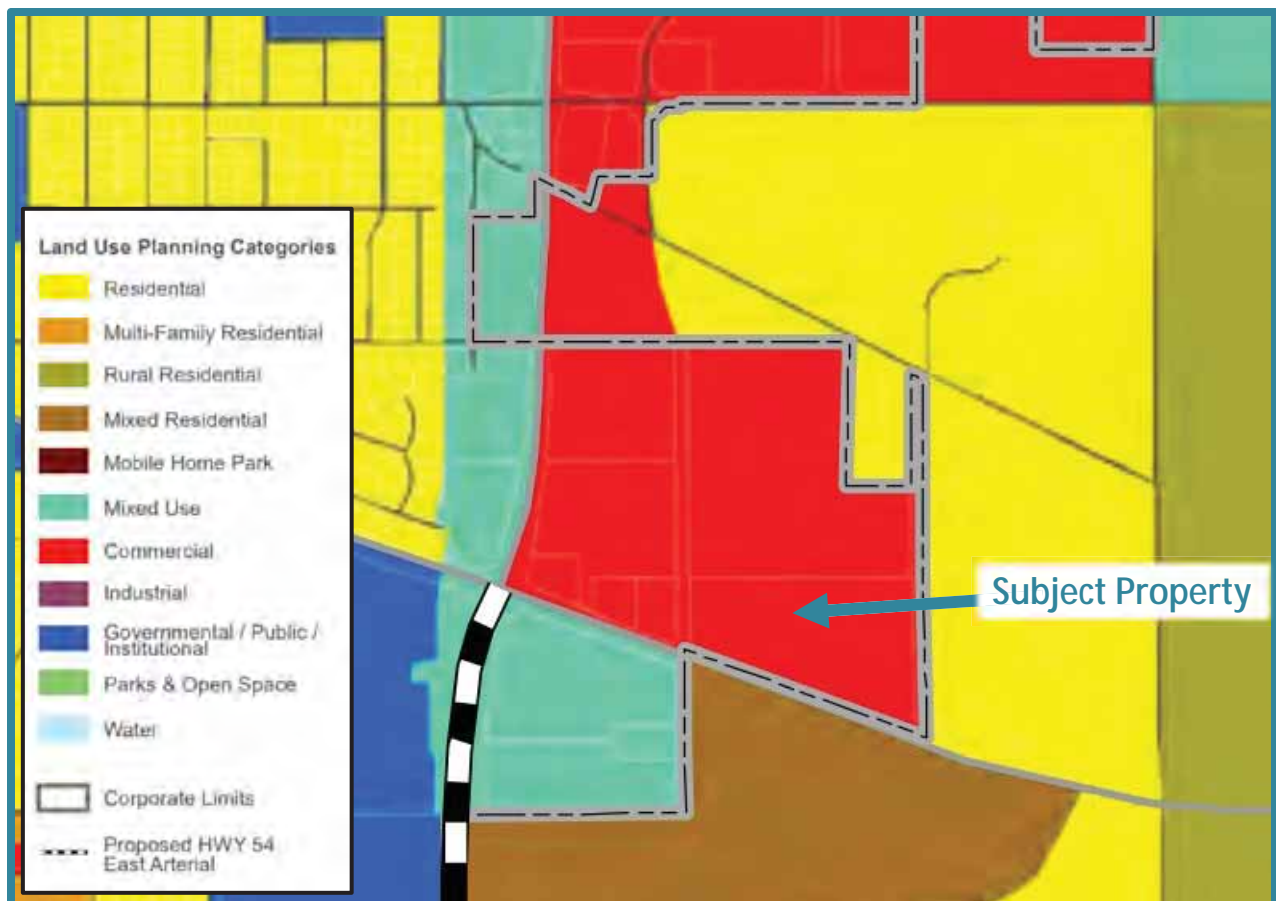 Land Use Planning Categories
Residential
Multi-Family Residential
Rural Residential
Mixed Residential
Mobile Home Park
Mixed Use
Commercial
Industrial
Governmental / Public /
Institutional
Parks & Open Space
Water
Corporate Limits
Proposed HWY 54
East Arterial
Subject Property